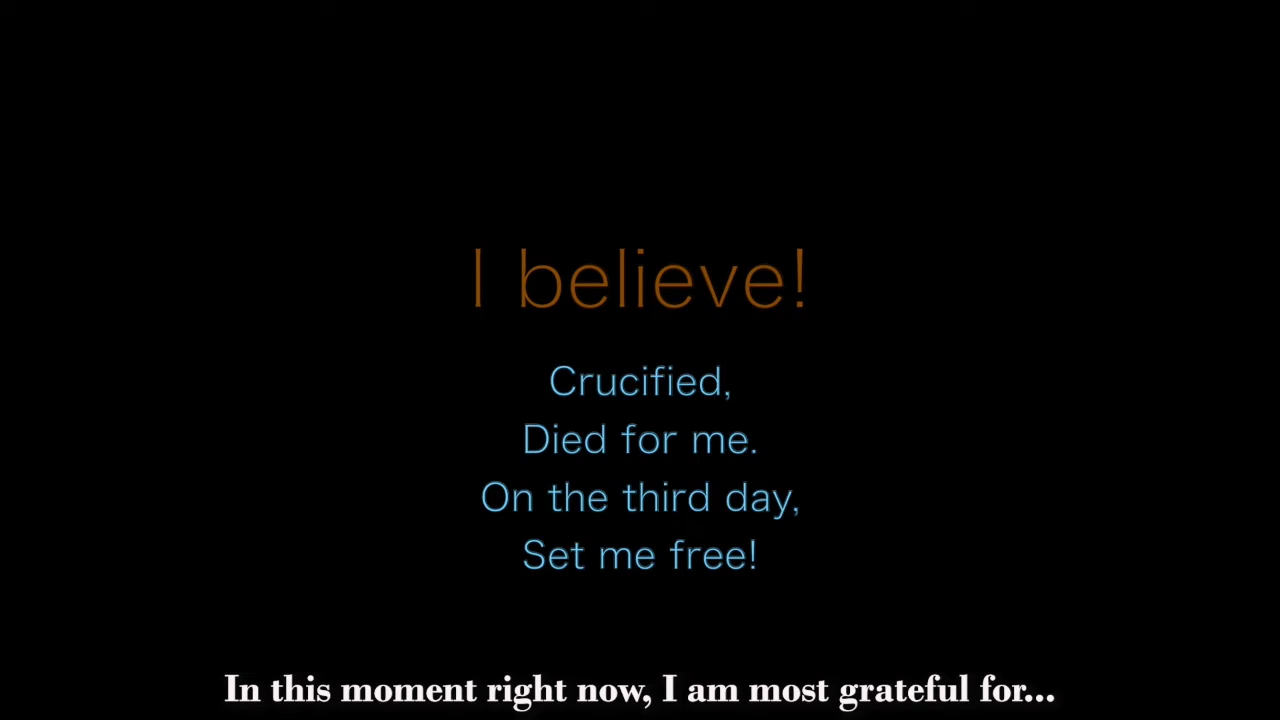 I believe!
Crucified,
Died for me.
On the third day,
Set me free!
In this moment right now, I am most grateful for...